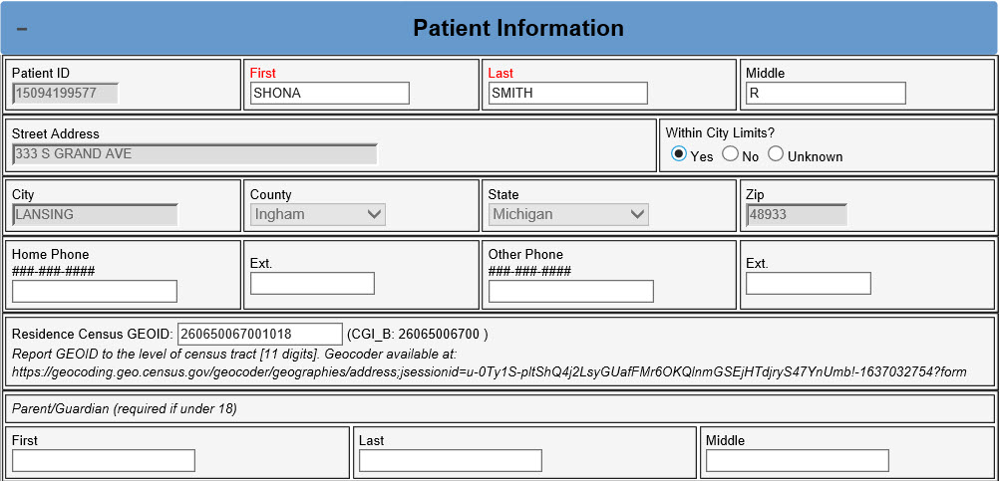 Patient Information
Patient ID First Last Middle
15094199577 SHONA SMITH R
Street Address Within City Limits?
333 S GRAND AVE Yes No Unknown
City County State Zip
LANSING Ingham Michigan 48933
Home Phone Ext. Other Phone Ext.
###-###-#### ###-###-####
Residence Census GEOID: 260650067001018 (CGI_B: 26065006700 )
Report GEOID to the level of census tract [11 digits]. Geocoder available at:
https://geocoding.geo.census.gov/geocoder/geographies/address;jsessionid=u-0Ty1S-pltShQ4j2LsyGUafFMr6OKQlnmGSEjHTdjryS47YnUmb!-1637032754?form
Parent/Guardian (required if under 18)
First Last Middle